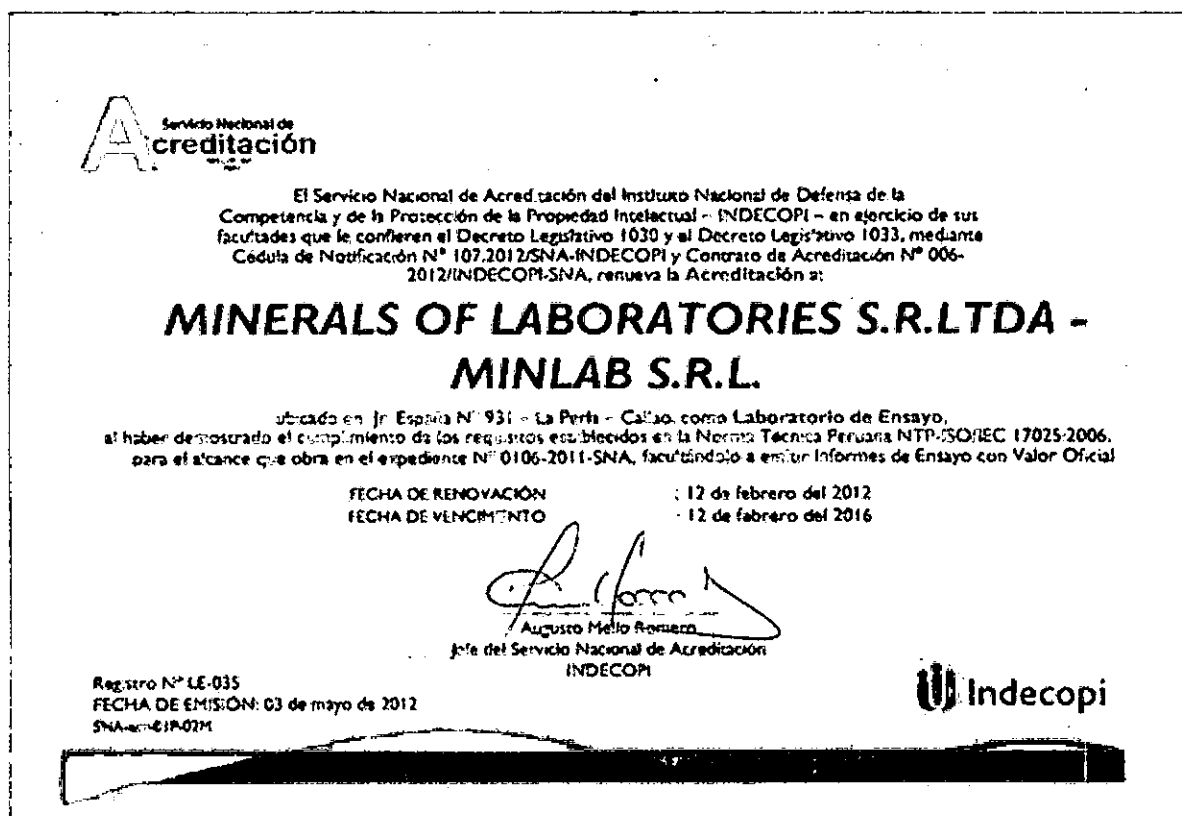 Servicio Nacional de
Acreditación
El Servicio Nacional de Acreditación del Instituto Nacional de Defensa de la
Competencia y de la Protección de la Propiedad Intelectual - INDECOPI - en ejercicio de sus
facultades que le confieren el Decreto Legislativo 1030 y el Decreto Legislativo 1033, mediante
Cédula de Notificación N° 107.2012/SNA-INDECOPI y Contrato de Acreditación N° 006-
2012/INDECOPI-SNA, renueva la Acreditación a:
MINERALS OF LABORATORIES S.R.LTDA -
MINLAB S.R.L.
ubicado en Jr. España N° 931 - La Perla - Callao, como Laboratorio de Ensayo,
al haber demostrado el cumplimiento de los requisitos establecidos en la Norma Técnica Peruana NTP-ISO/IEC 17025:2006,
para el alcance que obra en el expediente N° 0106-2011-SNA, facultándolo a emitir Informes de Ensayo con Valor Oficial
FECHA DE RENOVACIÓN : 12 de febrero del 2012
FECHA DE VENCIMIENTO : 12 de febrero del 2016
Augusto Mello Romero
Jefe del Servicio Nacional de Acreditación
INDECOPI
Registro N° LE-035
FECHA DE EMISIÓN: 03 de mayo de 2012
Indecopi